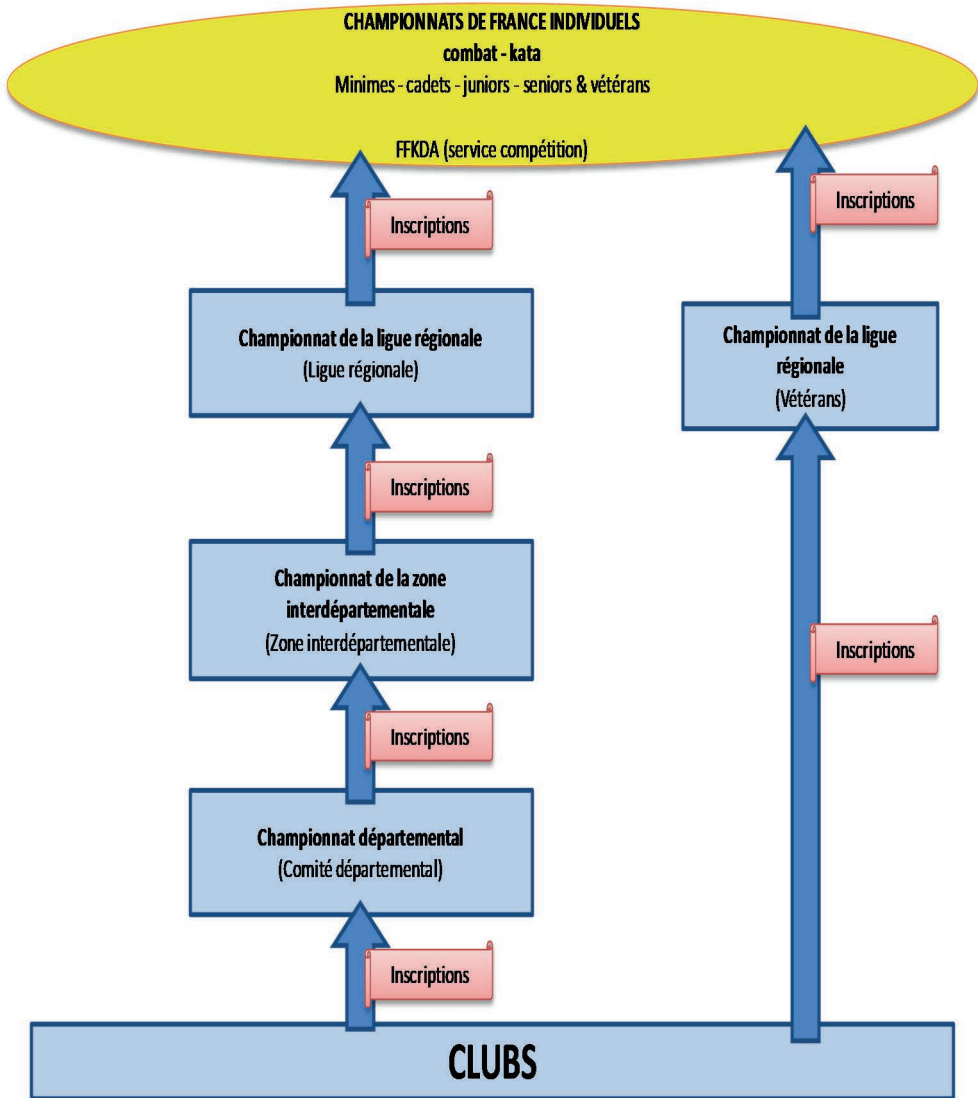 CHAMPIONNATS DE FRANCE INDIVIDUELS
combat - kata
Minimes - cadets - juniors - seniors & vétérans
FFKDA (service compétition)
Inscriptions
Inscriptions
Championnat de la ligue régionale
(Ligue régionale)
Championnat de la ligue
régionale
(Vétérans)
Inscriptions
Championnat de la zone
interdépartementale
(Zone interdépartementale)
Inscriptions
Inscriptions
Championnat départemental
(Comité départemental)
Inscriptions
CLUBS